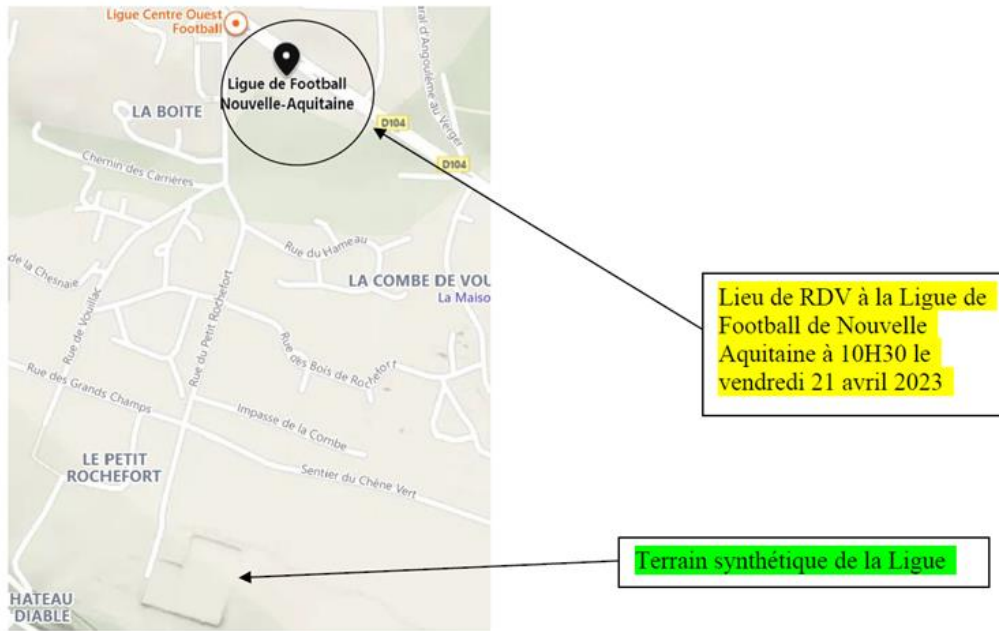 Ligue Centre Ouest
Football
Ligue de Football
Nouvelle-Aquitaine
LA BOITE
D104
D104
ral d'Angoulême au Verger
Chemin des Carrières
Rue du Hameau
de la Chesnaie
LA COMBE DE VOU
La Maiso
Rue de Vouillac
Rue du Petit Rochefort
Rue des Bois de Rochefort
Rue des Grands Champs
Impasse de la Combe
LE PETIT
ROCHEFORT
Sentier du Chêne Vert
HATEAU
DIABLE
Lieu de RDV à la Ligue de
Football de Nouvelle
Aquitaine à 10H30 le
vendredi 21 avril 2023
Terrain synthétique de la Ligue